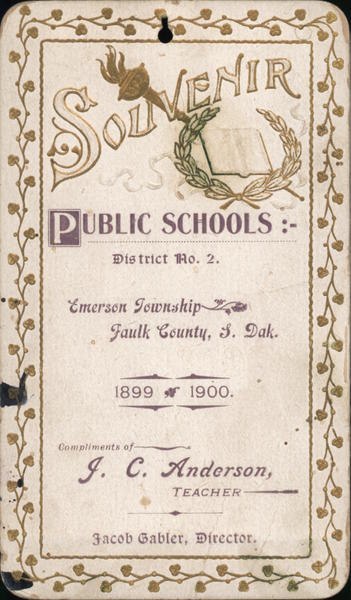 SOUVENIR
PUBLIC SCHOOLS :-
District No. 2.
Emerson Township
Faulk County, S. Dak.
1899 1900.
Compliments of
J. C. Anderson,
TEACHER
Jacob Gabler, Director.